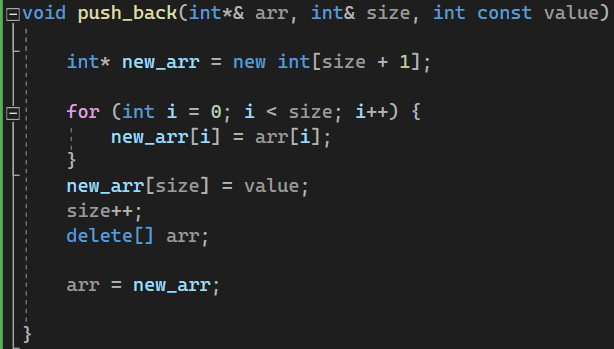 void push_back(int*& arr, int& size, int const value)
int* new_arr = new int[size + 1];
for (int i = 0; i < size; i++) {
new_arr[i] = arr[i];
}
new_arr[size] = value;
size++;
delete[] arr;
arr = new_arr;
}